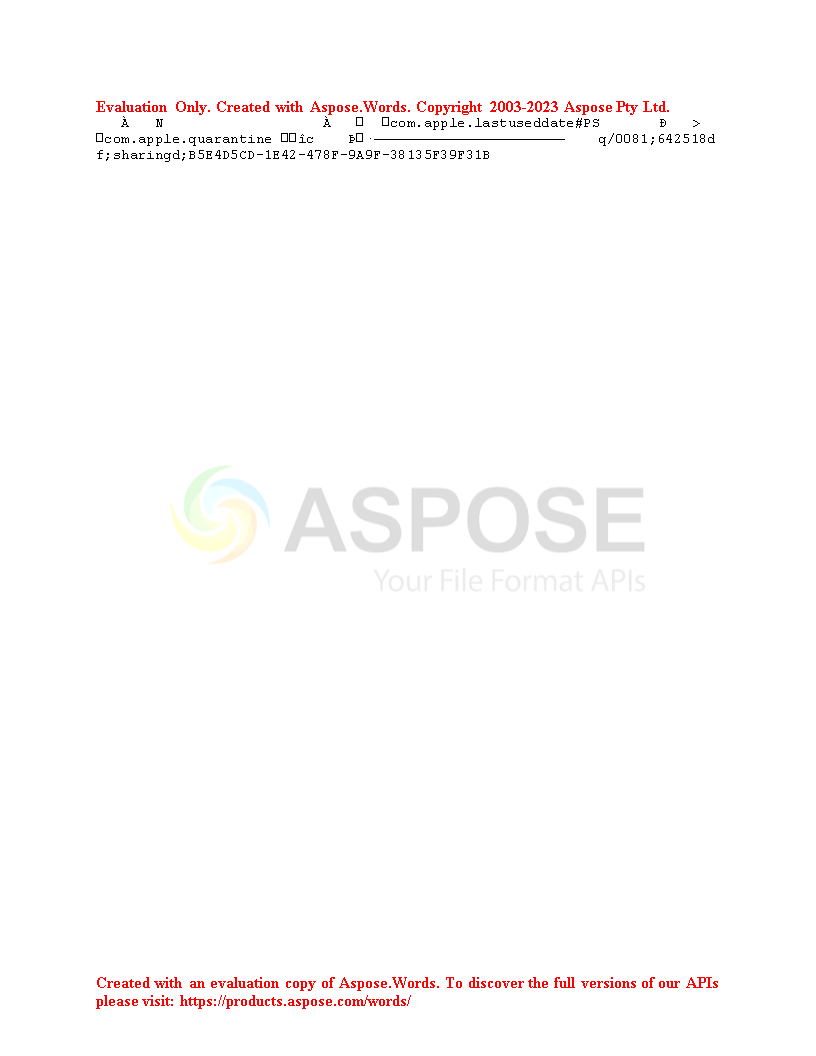 Evaluation Only. Created with Aspose.Words. Copyright 2003-2023 Aspose Pty Ltd.
À N À □ □com.apple.lastuseddate#PS Ð >
□com.apple.quarantine □□îc Þ□ ·———————————————————————— q/0081;642518d
f;sharingd;B5E4D5CD-1E42-478F-9A9F-38135F39F31B
ASPOSE
Your File Format APIs
Created with an evaluation copy of Aspose.Words. To discover the full versions of our APIs
please visit: https://products.aspose.com/words/